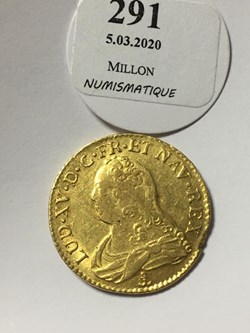 291
5.03.2020
MILLON
NUMISMATIQUE
LUD·XV·D·G·FR·ET·NAV·REX